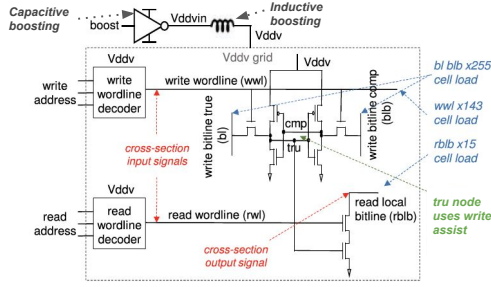 Capacitive
boosting
Inductive
boosting
boost
Vddvin
Vddv
Vddv grid
Vddv
Vddv
write
address
write
wordline
decoder
write wordline (wwl)
write bitline true
(bl)
cmp
tru
write bitline comp
(blb)
bl blb x255
cell load
wwl x143
cell load
rblb x15
cell load
cross-section
input signals
Vddv
read
address
read
wordline
decoder
read wordline (rwl)
read local
bitline (rblb)
cross-section
output signal
tru node
uses write
assist